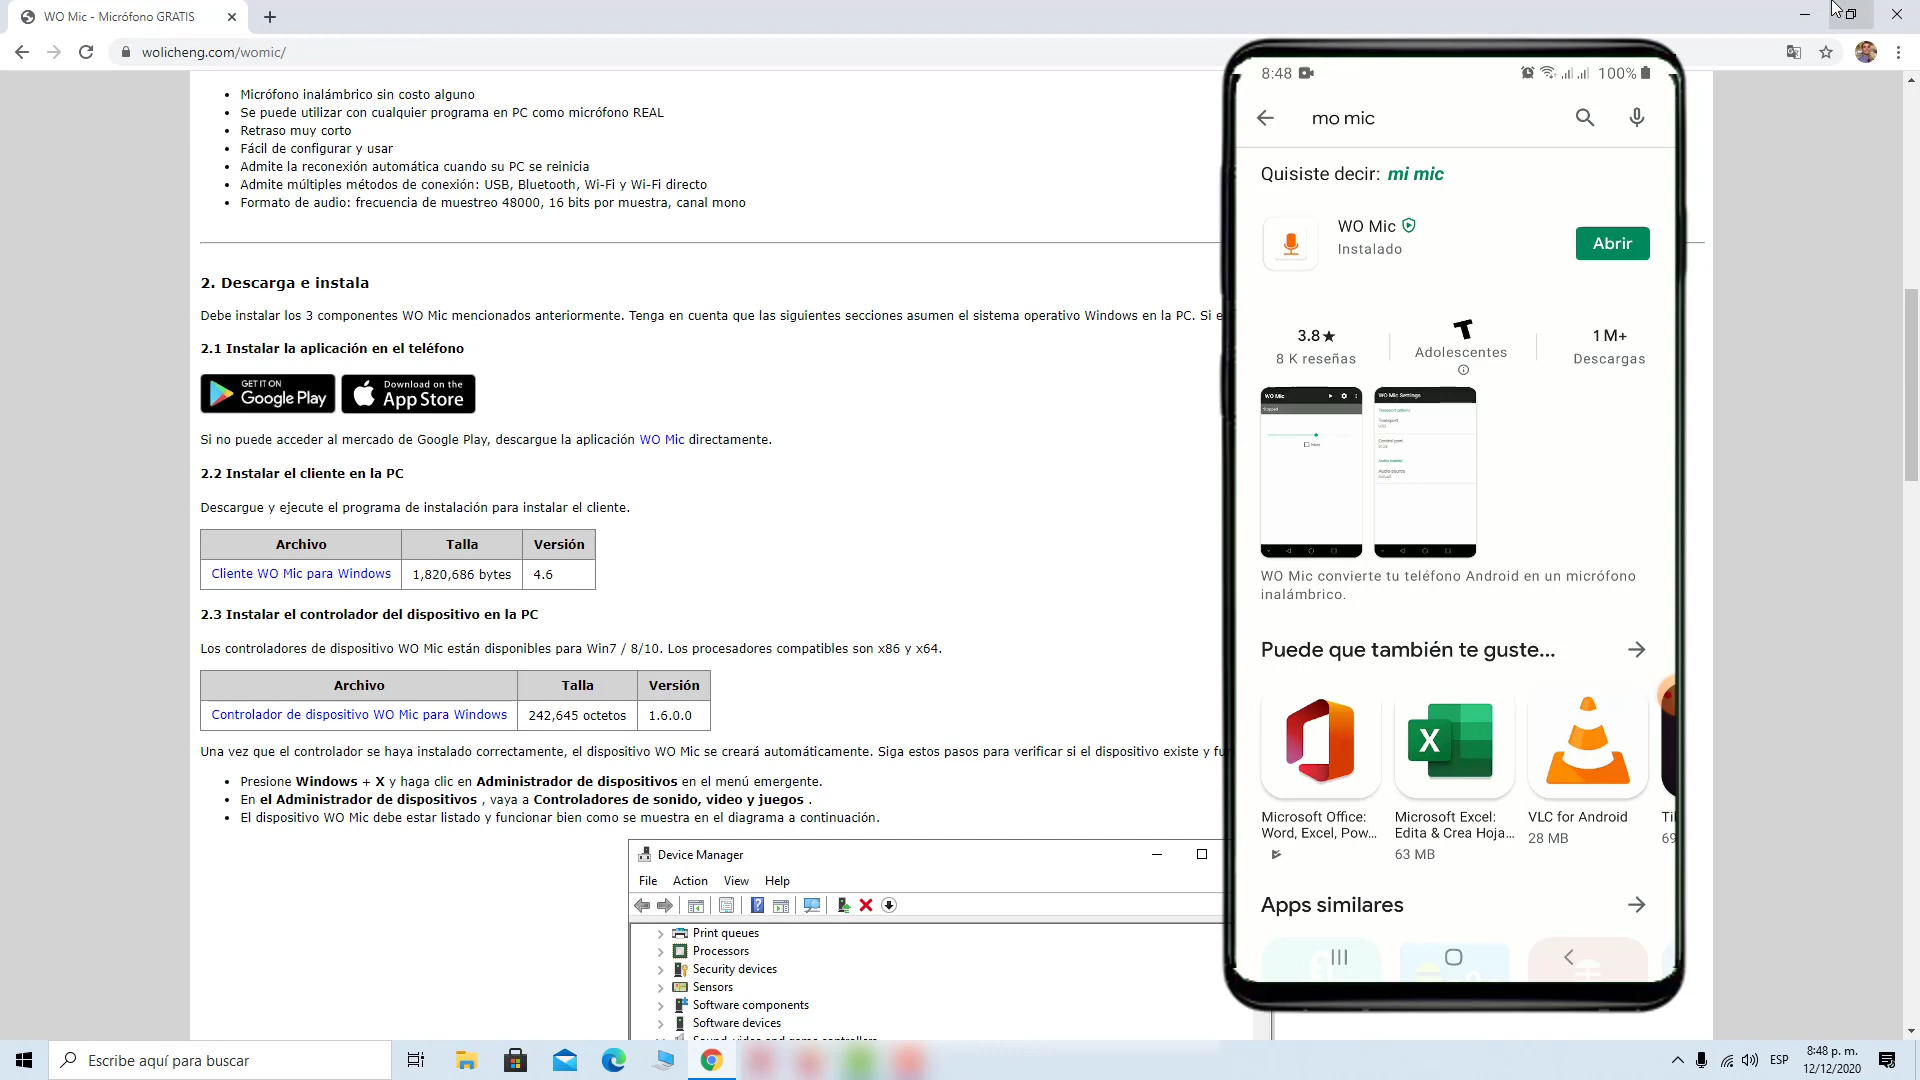 WO Mic - Micrófono GRATIS
wolicheng.com/womic/
Micrófono inalámbrico sin costo alguno
Se puede utilizar con cualquier programa en PC como micrófono REAL
Retraso muy corto
Fácil de configurar y usar
Admite la reconexión automática cuando su PC se reinicia
Admite múltiples métodos de conexión: USB, Bluetooth, Wi-Fi y Wi-Fi directo
Formato de audio: frecuencia de muestreo 48000, 16 bits por muestra, canal mono
2. Descarga e instala
Debe instalar los 3 componentes WO Mic mencionados anteriormente. Tenga en cuenta que las siguientes secciones asumen el sistema operativo Windows en la PC. Si e
2.1 Instalar la aplicación en el teléfono
GET IT ON
Google Play
Download on the
App Store
Si no puede acceder al mercado de Google Play, descargue la aplicación WO Mic directamente.
2.2 Instalar el cliente en la PC
Descargue y ejecute el programa de instalación para instalar el cliente.
Archivo Talla Versión
Cliente WO Mic para Windows 1,820,686 bytes 4.6
2.3 Instalar el controlador del dispositivo en la PC
Los controladores de dispositivo WO Mic están disponibles para Win7 / 8/10. Los procesadores compatibles son x86 y x64.
Archivo Talla Versión
Controlador de dispositivo WO Mic para Windows 242,645 octetos 1.6.0.0
Una vez que el controlador se haya instalado correctamente, el dispositivo WO Mic se creará automáticamente. Siga estos pasos para verificar si el dispositivo existe y fu
Presione Windows + X y haga clic en Administrador de dispositivos en el menú emergente.
En el Administrador de dispositivos , vaya a Controladores de sonido, video y juegos .
El dispositivo WO Mic debe estar listado y funcionar bien como se muestra en el diagrama a continuación.
Device Manager
File Action View Help
Print queues
Processors
Security devices
Sensors
Software components
Software devices
8:48 100%
mo mic
Quisiste decir: mi mic
WO Mic
Instalado
Abrir
3.8★
8 K reseñas
Adolescentes
1 M+
Descargas
WO Mic
WO Mic Settings
WO Mic convierte tu teléfono Android en un micrófono
inalámbrico.
Puede que también te guste...
Microsoft Office:
Word, Excel, Pow...
Microsoft Excel:
Edita & Crea Hoja...
63 MB
VLC for Android
28 MB
Ti
69
Apps similares
Escribe aquí para buscar
ESP
8:48 p. m.
12/12/2020